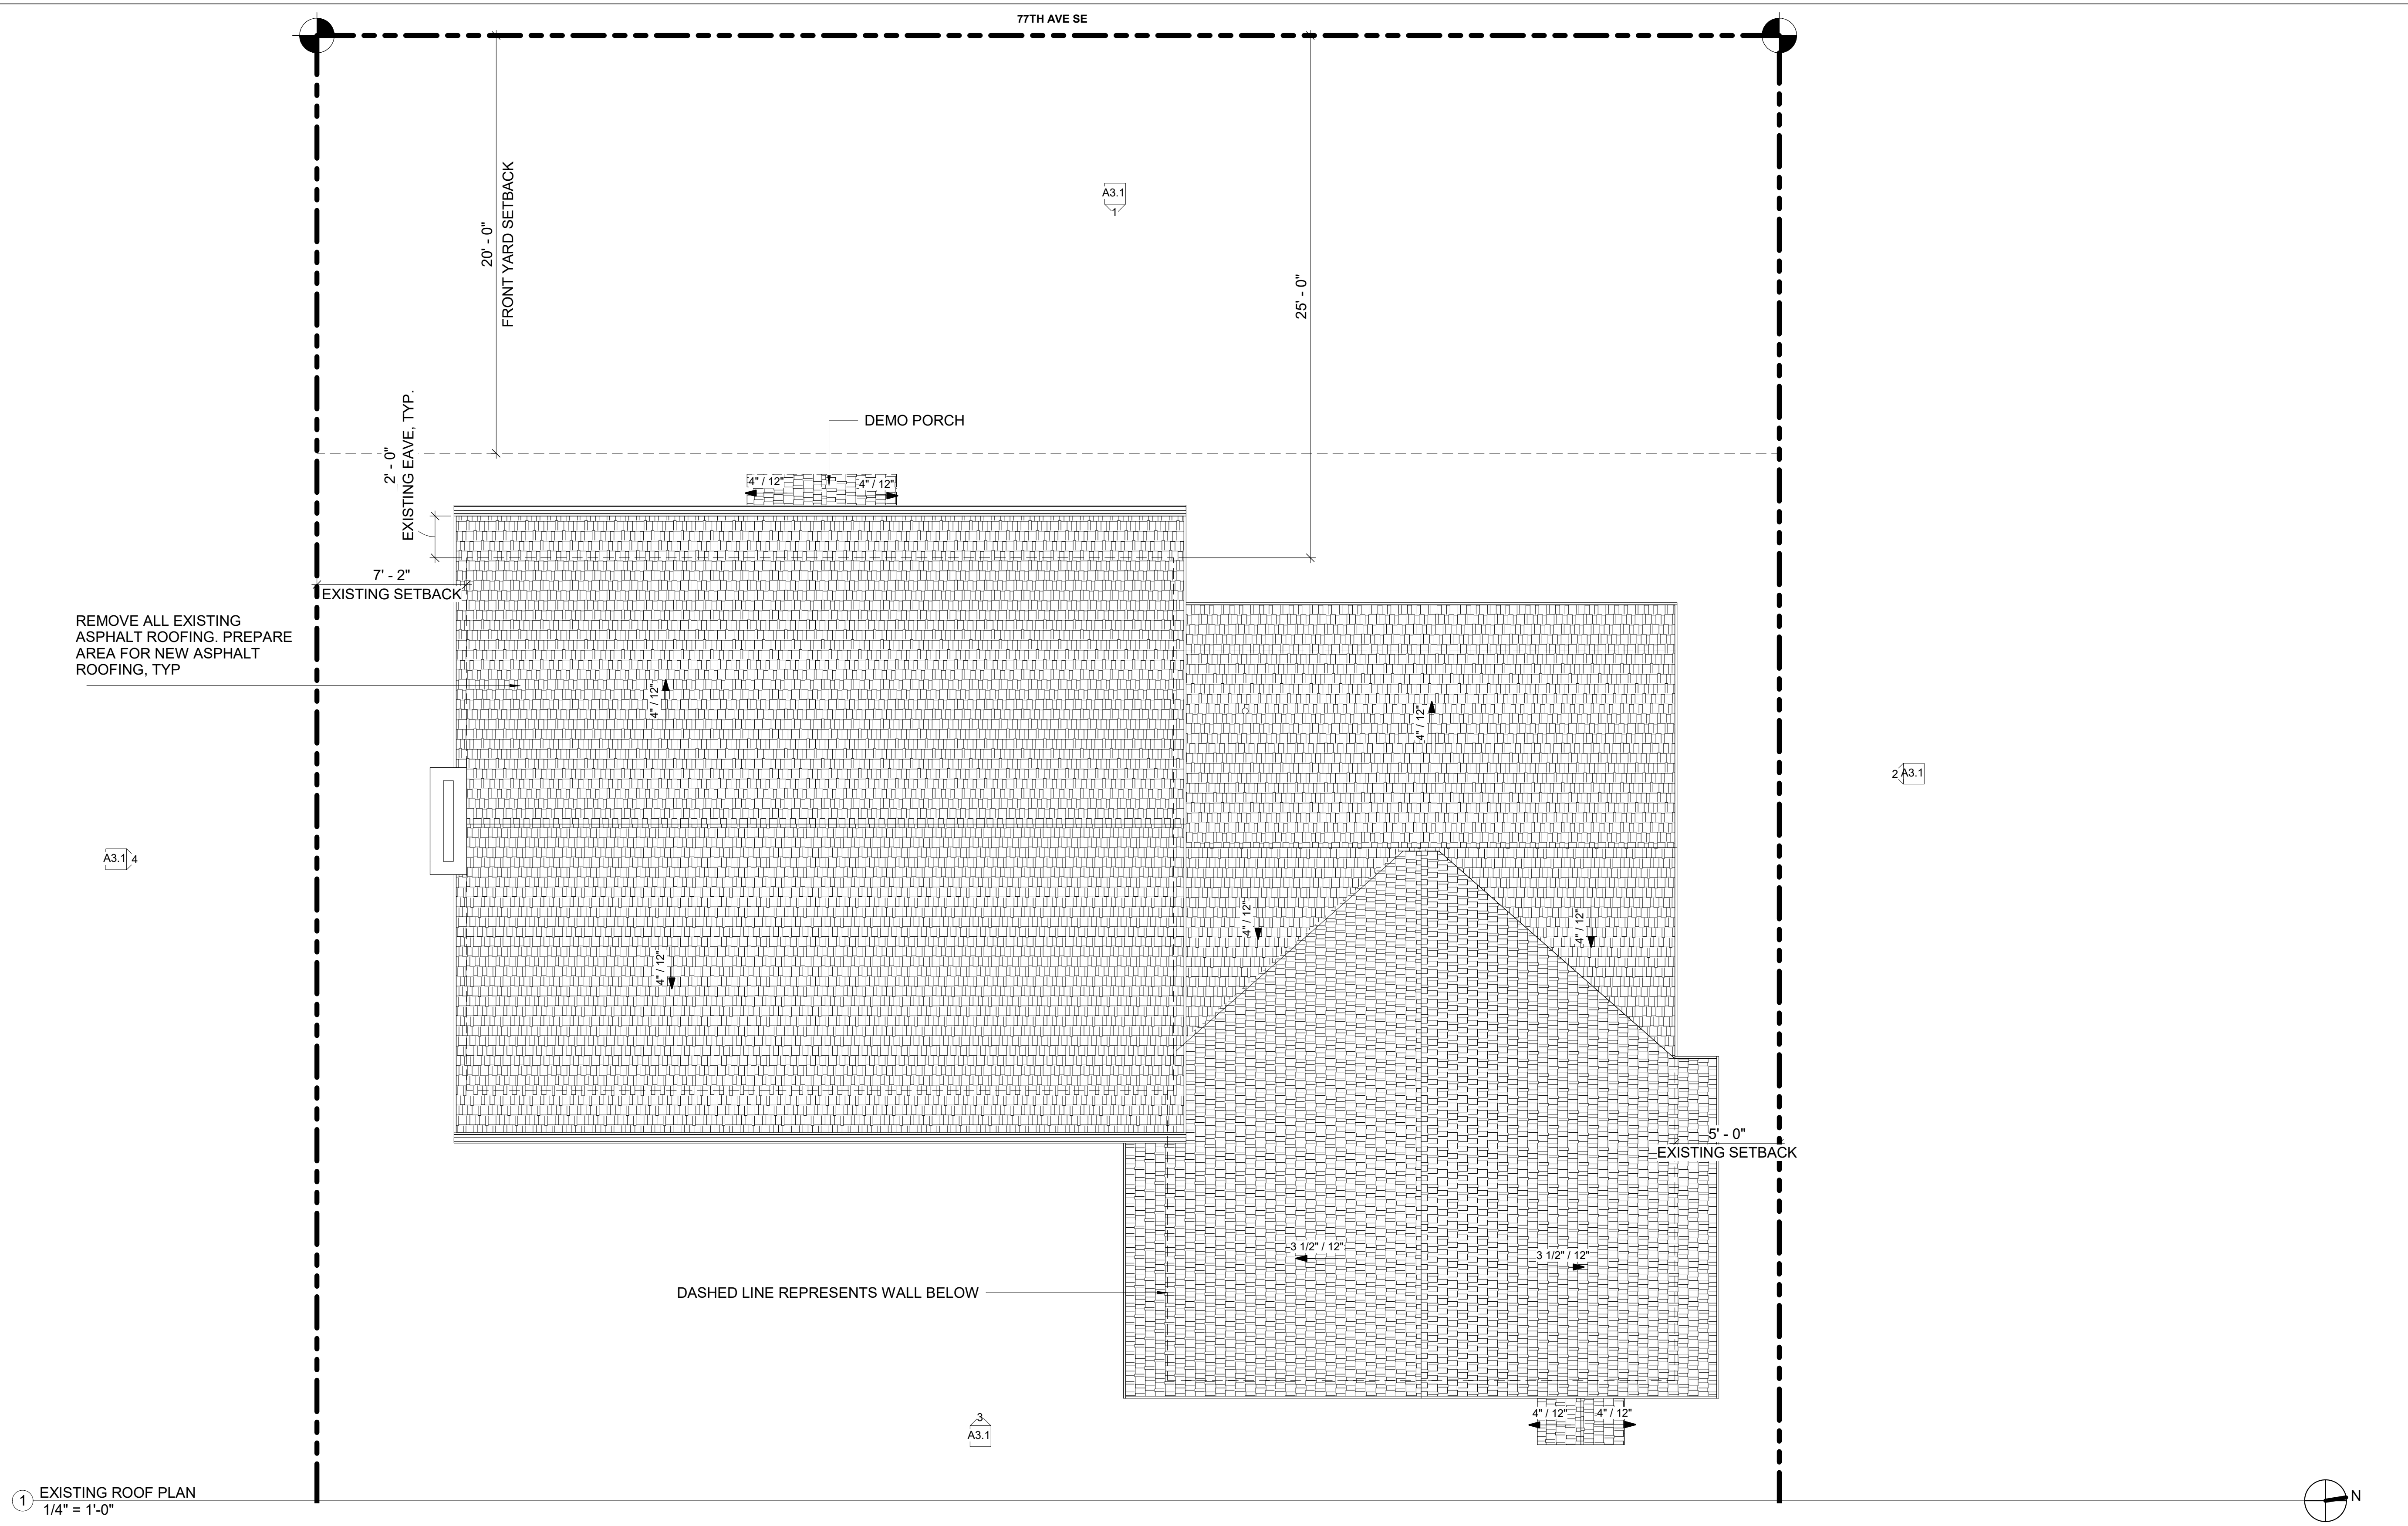 77TH AVE SE
A3.1
1
20' - 0"
FRONT YARD SETBACK
25' - 0"
2' - 0"
EXISTING EAVE, TYP.
DEMO PORCH
4" / 12"
4" / 12"
7' - 2"
EXISTING SETBACK
REMOVE ALL EXISTING
ASPHALT ROOFING. PREPARE
AREA FOR NEW ASPHALT
ROOFING, TYP
4" / 12"
4" / 12"
2
A3.1
A3.1
4
4" / 12"
4" / 12"
4" / 12"
5' - 0"
EXISTING SETBACK
3 1/2" / 12"
3 1/2" / 12"
DASHED LINE REPRESENTS WALL BELOW
4" / 12"
4" / 12"
3
A3.1
1
EXISTING ROOF PLAN
1/4" = 1'-0"
N